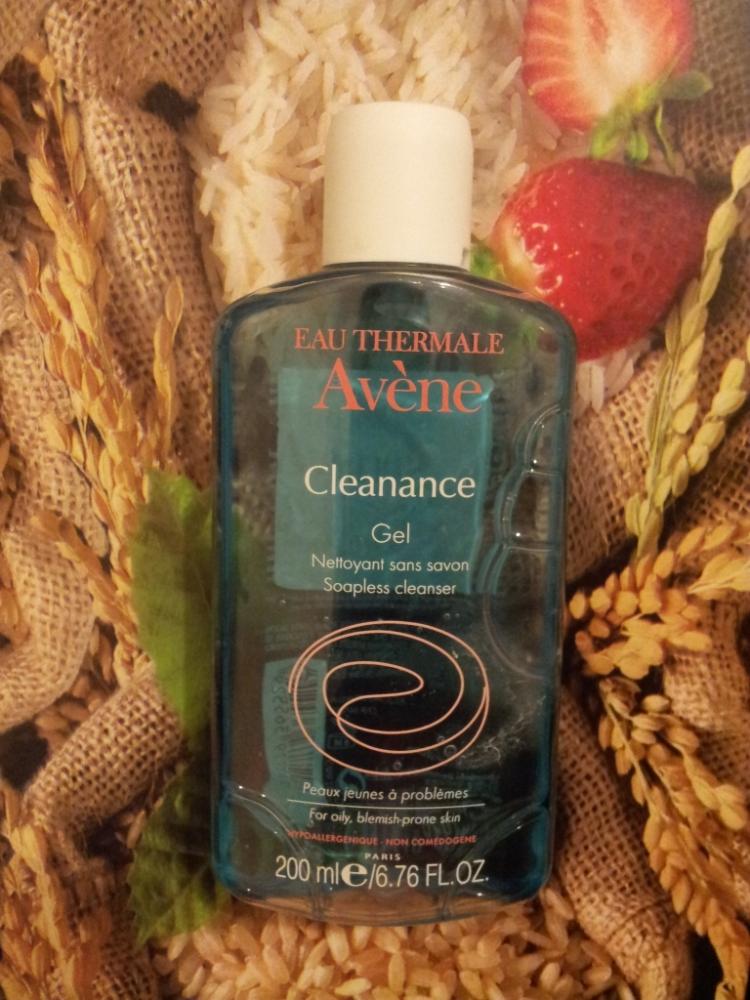 EAU THERMALE
Avène
Cleanance
Gel
Nettoyant sans savon
Soapless cleanser
Peaux jeunes à problèmes
For oily, blemish-prone skin
HYPOALLERGENIQUE - NON COMEDOGENE
PARIS
200 ml e/6.76 FL.OZ.